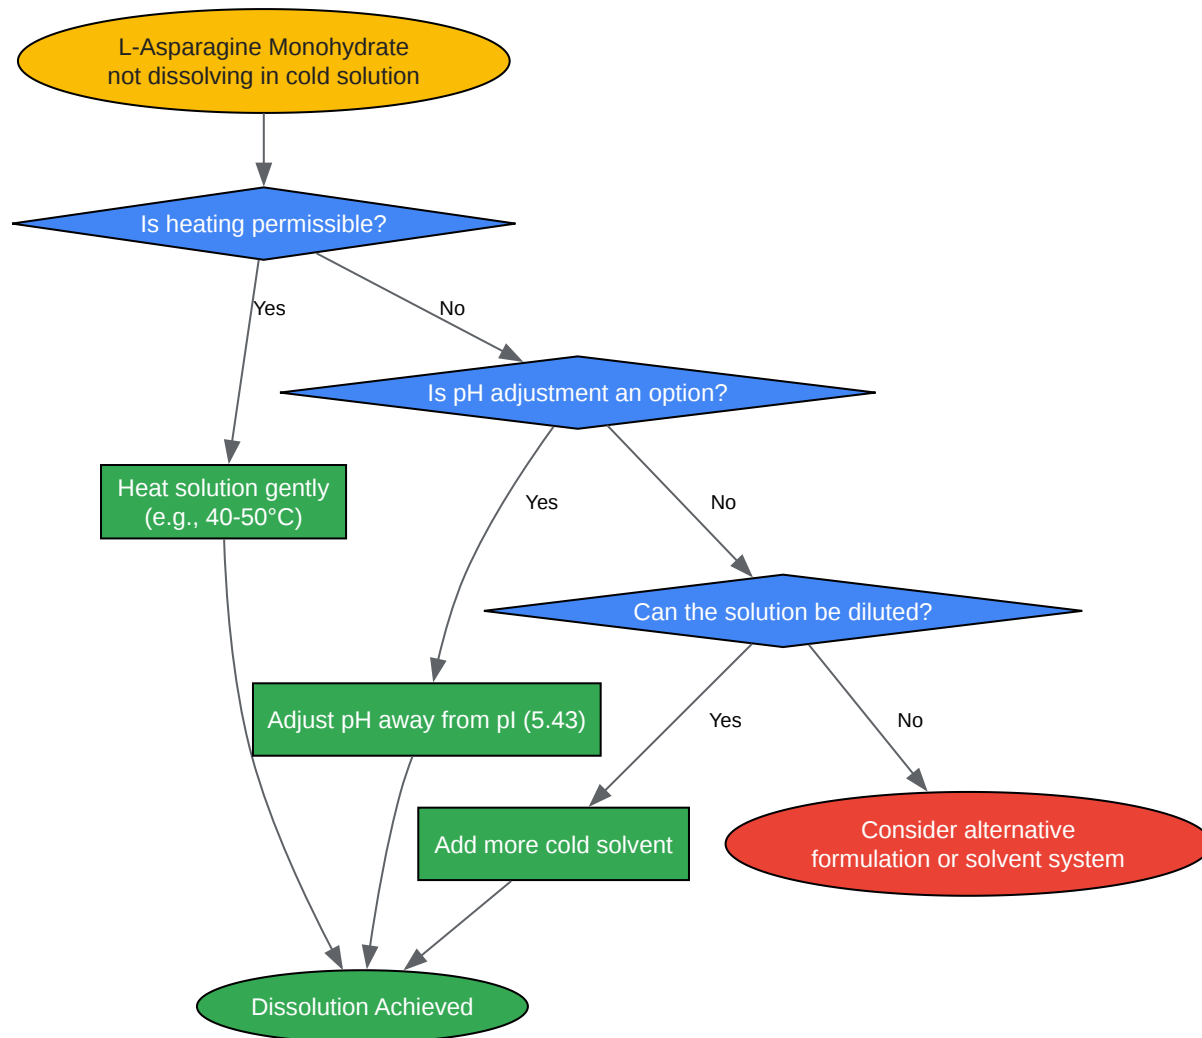 L-Asparagine Monohydrate
not dissolving in cold solution
Is heating permissible?
Yes
No
Is pH adjustment an option?
Heat solution gently
(e.g., 40-50°C)
Yes
No
Can the solution be diluted?
Adjust pH away from pI (5.43)
Yes
No
Add more cold solvent
Consider alternative
formulation or solvent system
Dissolution Achieved